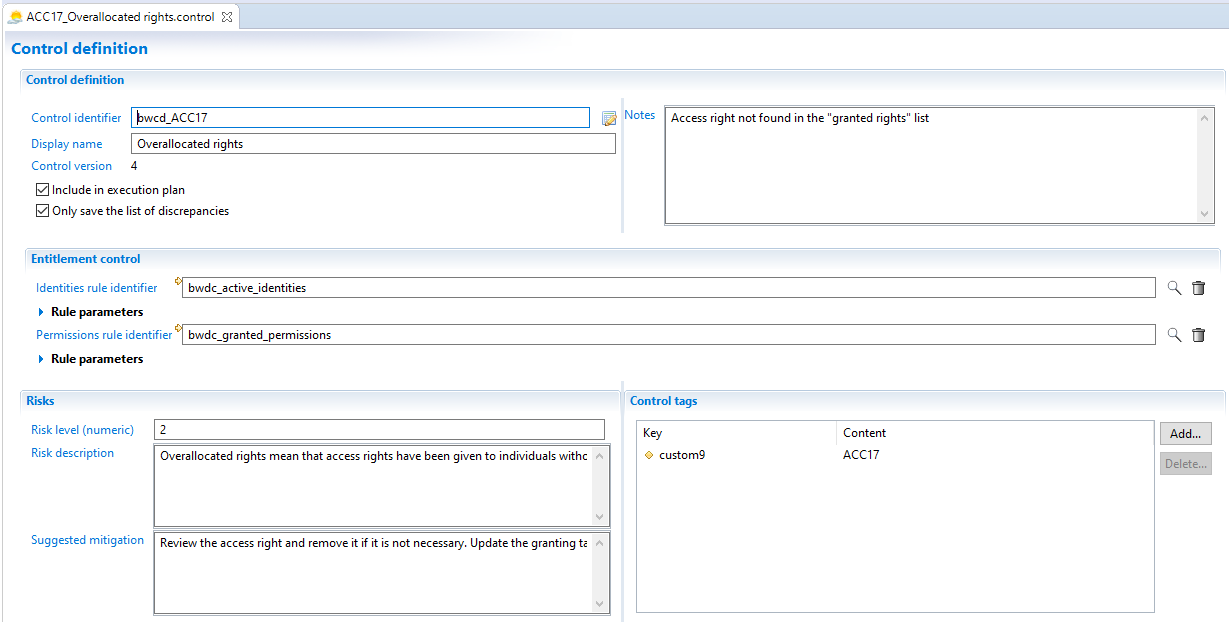 ACC17_Overallocated rights.control
Control definition
Control definition
Control identifier
bwcd_ACC17
Display name
Overallocated rights
Control version 4
Include in execution plan
Only save the list of discrepancies
Notes
Access right not found in the "granted rights" list
Entitlement control
Identities rule identifier
bwdc_active_identities
Rule parameters
Permissions rule identifier
bwdc_granted_permissions
Rule parameters
Risks
Risk level (numeric)
2
Risk description
Overallocated rights mean that access rights have been given to individuals witho
Suggested mitigation
Review the access right and remove it if it is not necessary. Update the granting ta
Control tags
Key Content
custom9 ACC17
Add...
Delete...